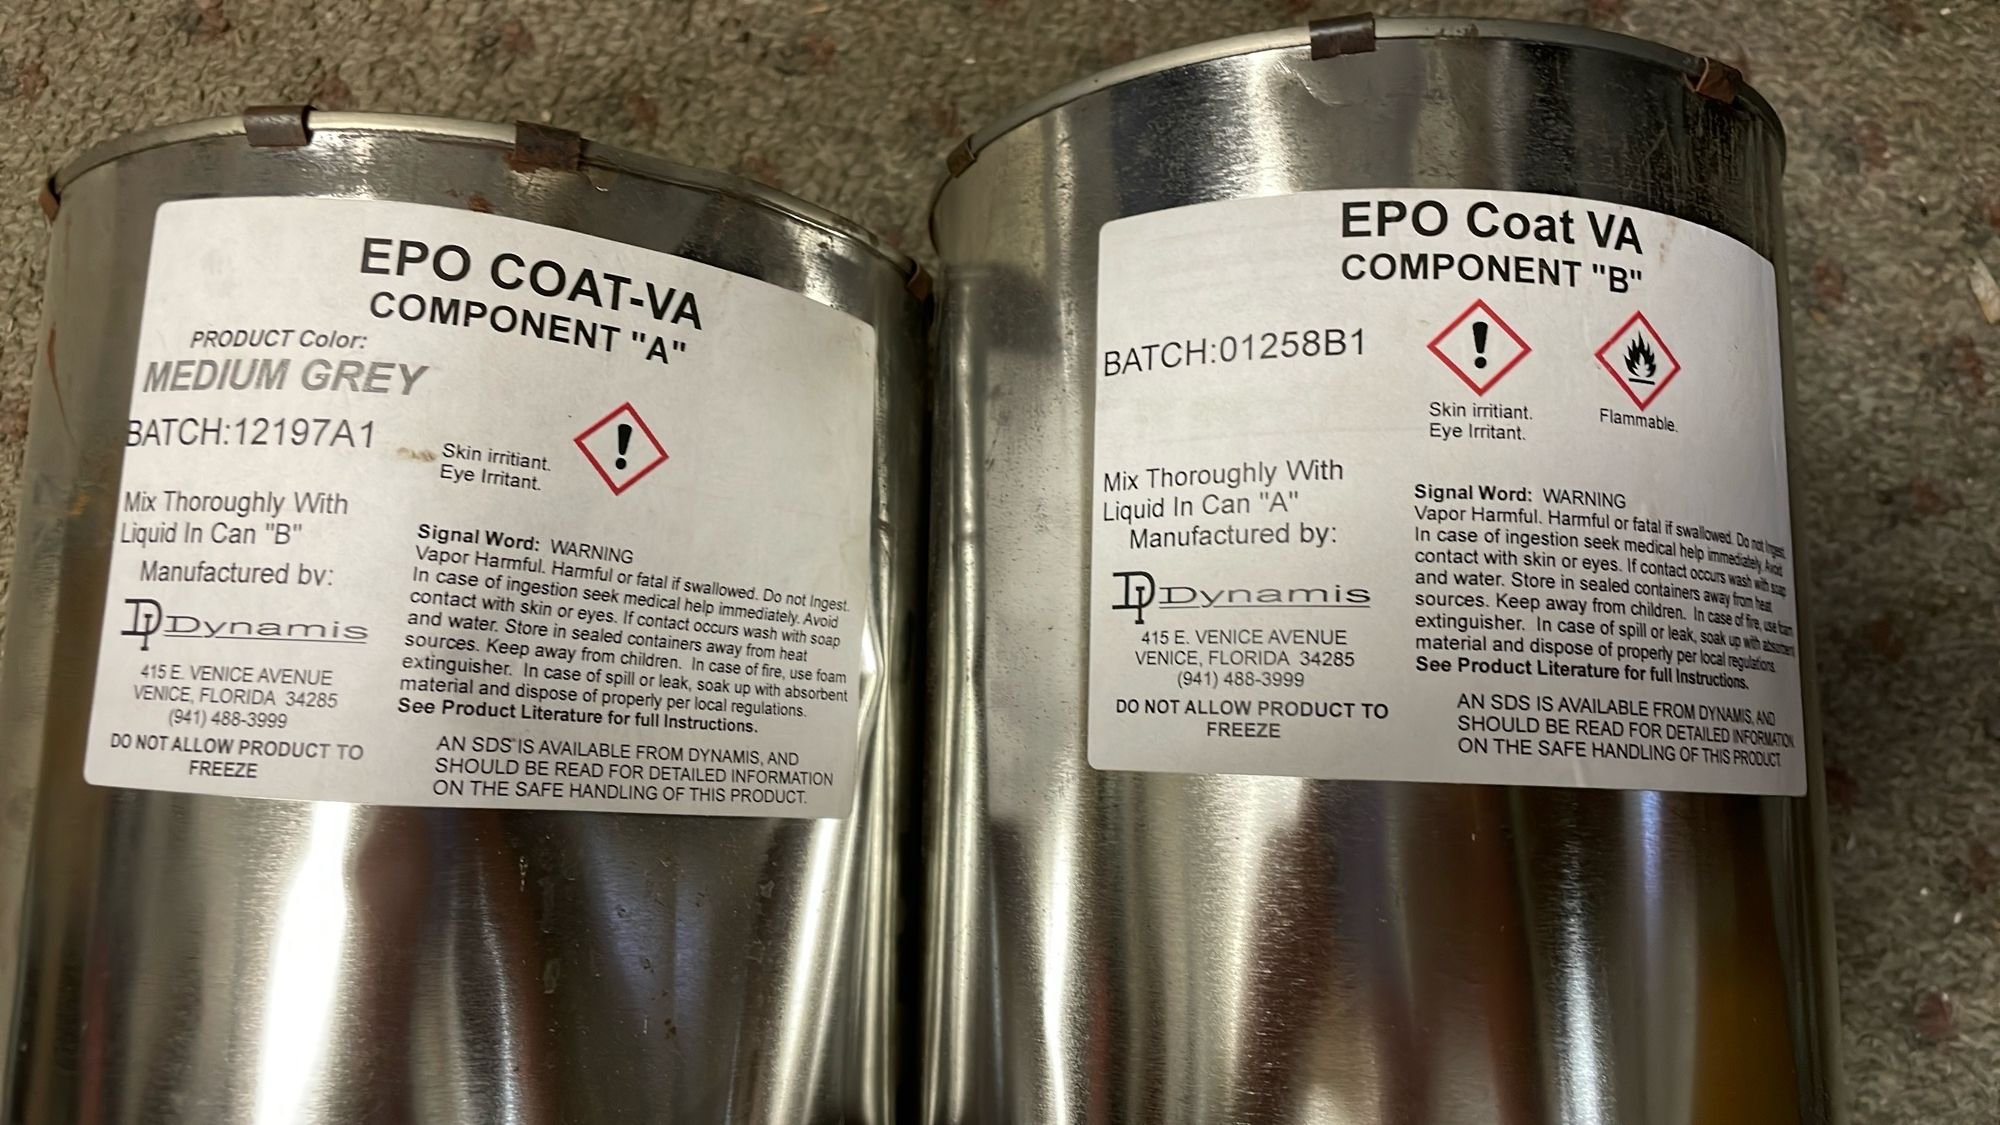 EPO COAT-VA
COMPONENT "A"
PRODUCT Color:
MEDIUM GREY
BATCH:12197A1
Skin irritiant.
Eye Irritant.
Mix Thoroughly With
Liquid In Can "B"
Manufactured by:
DI Dynamis
415 E. VENICE AVENUE
VENICE, FLORIDA 34285
(941) 488-3999
DO NOT ALLOW PRODUCT TO
FREEZE
Signal Word: WARNING
Vapor Harmful. Harmful or fatal if swallowed. Do not Ingest.
In case of ingestion seek medical help immediately. Avoid
contact with skin or eyes. If contact occurs wash with soap
and water. Store in sealed containers away from heat
sources. Keep away from children. In case of fire, use foam
extinguisher. In case of spill or leak, soak up with absorbent
material and dispose of properly per local regulations.
See Product Literature for full Instructions.
AN SDS IS AVAILABLE FROM DYNAMIS, AND
SHOULD BE READ FOR DETAILED INFORMATION
ON THE SAFE HANDLING OF THIS PRODUCT.
EPO Coat VA
COMPONENT "B"
BATCH:01258B1
Skin irritiant.
Eye Irritant.
Flammable.
Mix Thoroughly With
Liquid In Can "A"
Manufactured by:
DI Dynamis
415 E. VENICE AVENUE
VENICE, FLORIDA 34285
(941) 488-3999
DO NOT ALLOW PRODUCT TO
FREEZE
Signal Word: WARNING
Vapor Harmful. Harmful or fatal if swallowed. Do not Ingest.
In case of ingestion seek medical help immediately. Avoid
contact with skin or eyes. If contact occurs wash with soap
and water. Store in sealed containers away from heat
sources. Keep away from children. In case of fire, use foam
extinguisher. In case of spill or leak, soak up with absorbent
material and dispose of properly per local regulations.
See Product Literature for full Instructions.
AN SDS IS AVAILABLE FROM DYNAMIS, AND
SHOULD BE READ FOR DETAILED INFORMATION
ON THE SAFE HANDLING OF THIS PRODUCT.